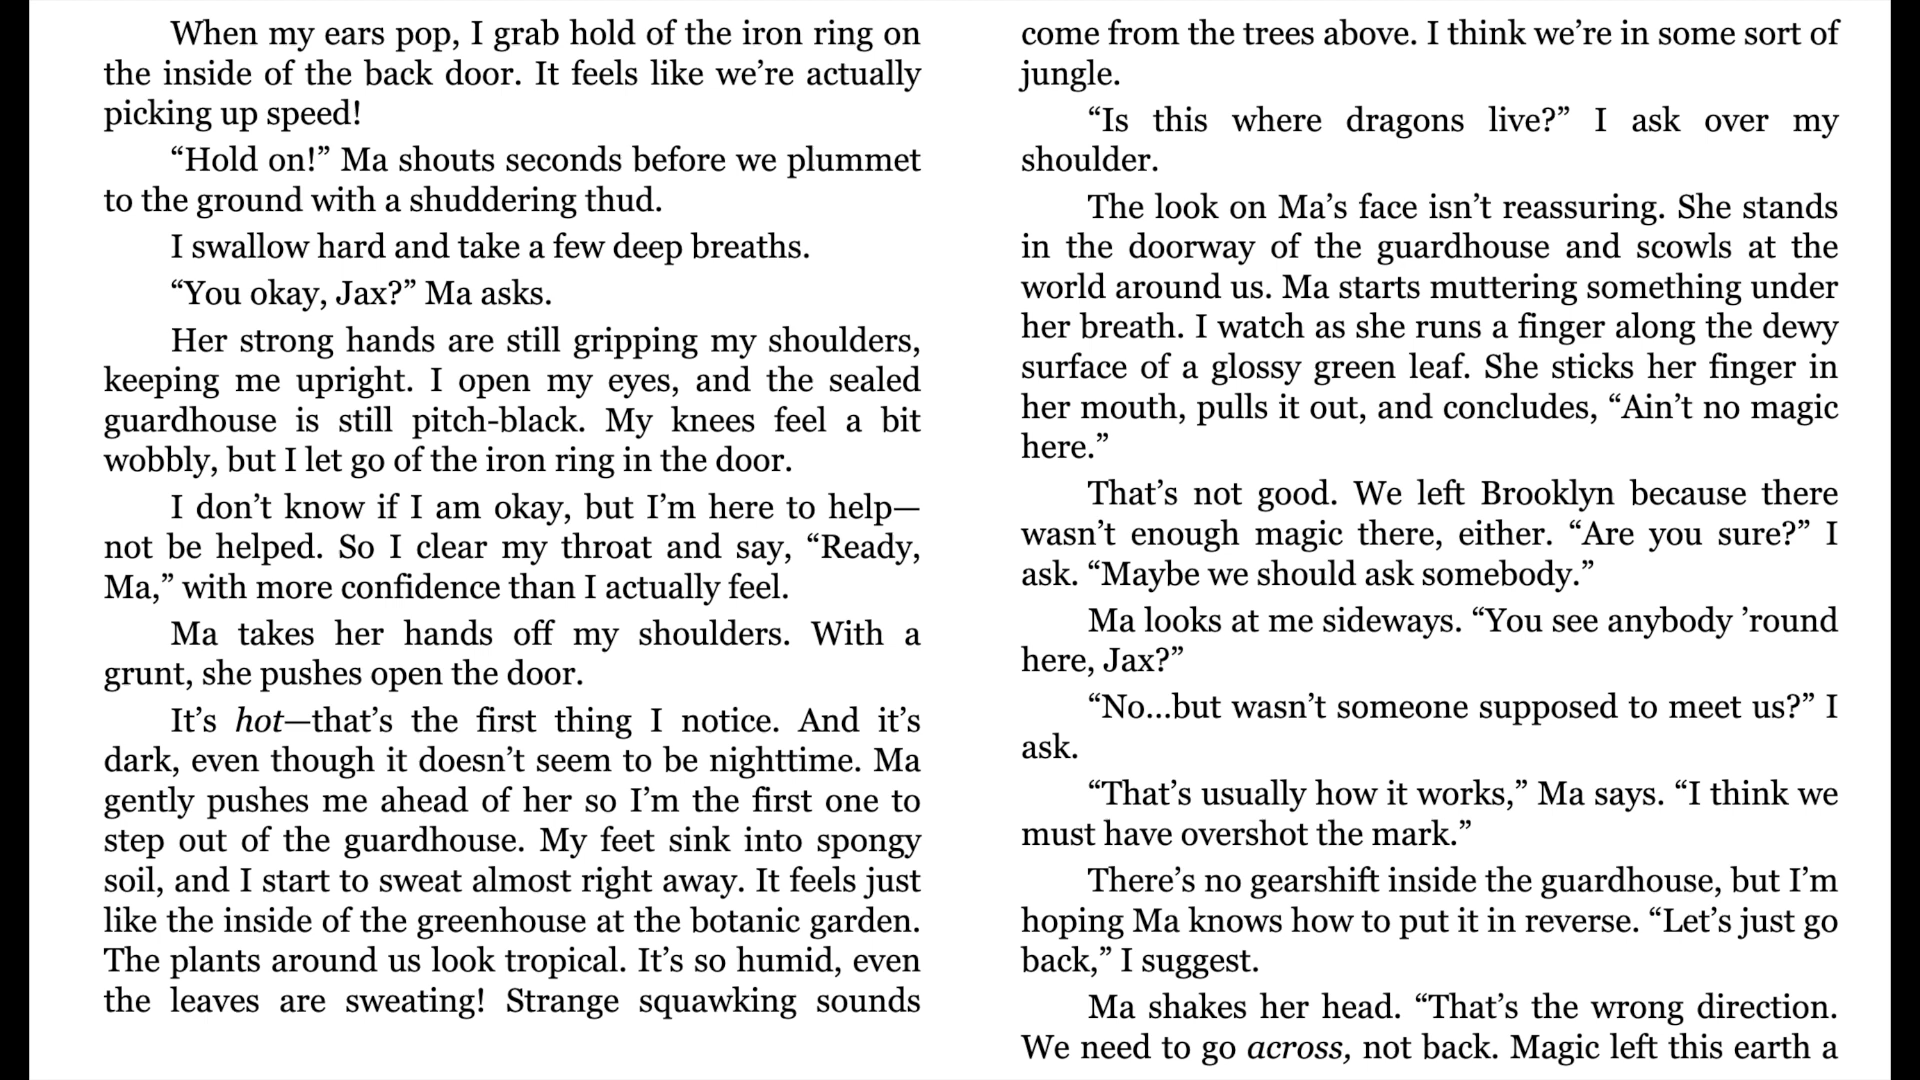 When my ears pop, I grab hold of the iron ring on
the inside of the back door. It feels like we’re actually
picking up speed!
“Hold on!” Ma shouts seconds before we plummet
to the ground with a shuddering thud.
I swallow hard and take a few deep breaths.
“You okay, Jax?” Ma asks.
Her strong hands are still gripping my shoulders,
keeping me upright. I open my eyes, and the sealed
guardhouse is still pitch-black. My knees feel a bit
wobbly, but I let go of the iron ring in the door.
I don’t know if I am okay, but I’m here to help—
not be helped. So I clear my throat and say, “Ready,
Ma,” with more confidence than I actually feel.
Ma takes her hands off my shoulders. With a
grunt, she pushes open the door.
It’s hot—that’s the first thing I notice. And it’s
dark, even though it doesn’t seem to be nighttime. Ma
gently pushes me ahead of her so I’m the first one to
step out of the guardhouse. My feet sink into spongy
soil, and I start to sweat almost right away. It feels just
like the inside of the greenhouse at the botanic garden.
The plants around us look tropical. It’s so humid, even
the leaves are sweating! Strange squawking sounds
come from the trees above. I think we’re in some sort of
jungle.
“Is this where dragons live?” I ask over my
shoulder.
The look on Ma’s face isn’t reassuring. She stands
in the doorway of the guardhouse and scowls at the
world around us. Ma starts muttering something under
her breath. I watch as she runs a finger along the dewy
surface of a glossy green leaf. She sticks her finger in
her mouth, pulls it out, and concludes, “Ain’t no magic
here.”
That’s not good. We left Brooklyn because there
wasn’t enough magic there, either. “Are you sure?” I
ask. “Maybe we should ask somebody.”
Ma looks at me sideways. “You see anybody ’round
here, Jax?”
“No...but wasn’t someone supposed to meet us?” I
ask.
“That’s usually how it works,” Ma says. “I think we
must have overshot the mark.”
There’s no gearshift inside the guardhouse, but I’m
hoping Ma knows how to put it in reverse. “Let’s just go
back,” I suggest.
Ma shakes her head. “That’s the wrong direction.
We need to go across, not back. Magic left this earth a